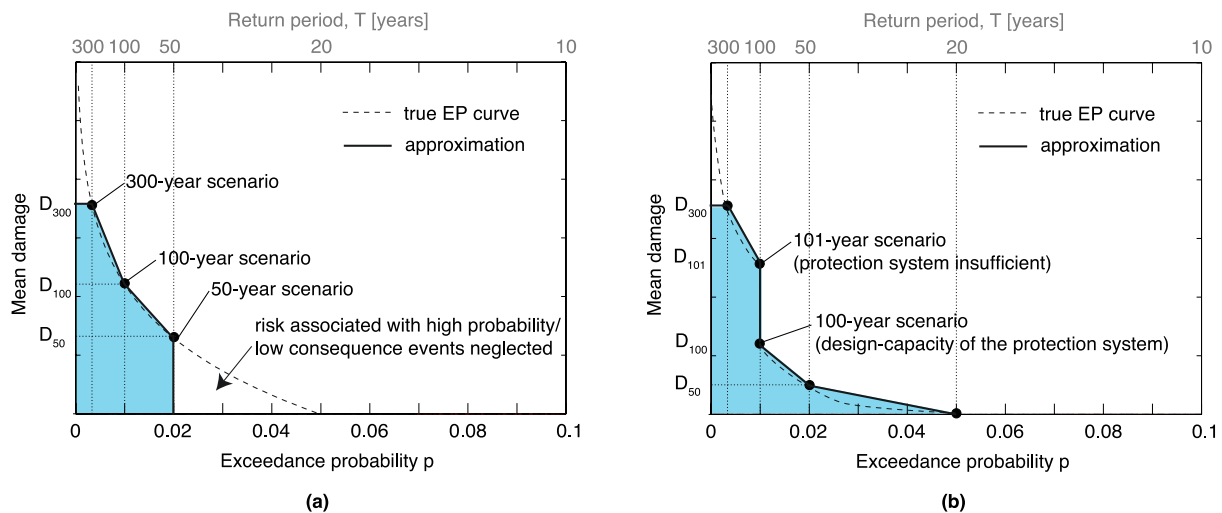 Return period, T [years]
300 100 50 20 10
true EP curve
approximation
300-year scenario
100-year scenario
50-year scenario
risk associated with high probability/
low consequence events neglected
Mean damage
D300
D100
D50
0 0.02 0.04 0.06 0.08 0.1
Exceedance probability p
(a)
Return period, T [years]
300 100 50 20 10
true EP curve
approximation
101-year scenario
(protection system insufficient)
100-year scenario
(design-capacity of the protection system)
Mean damage
D300
D101
D100
D50
0 0.02 0.04 0.06 0.08 0.1
Exceedance probability p
(b)